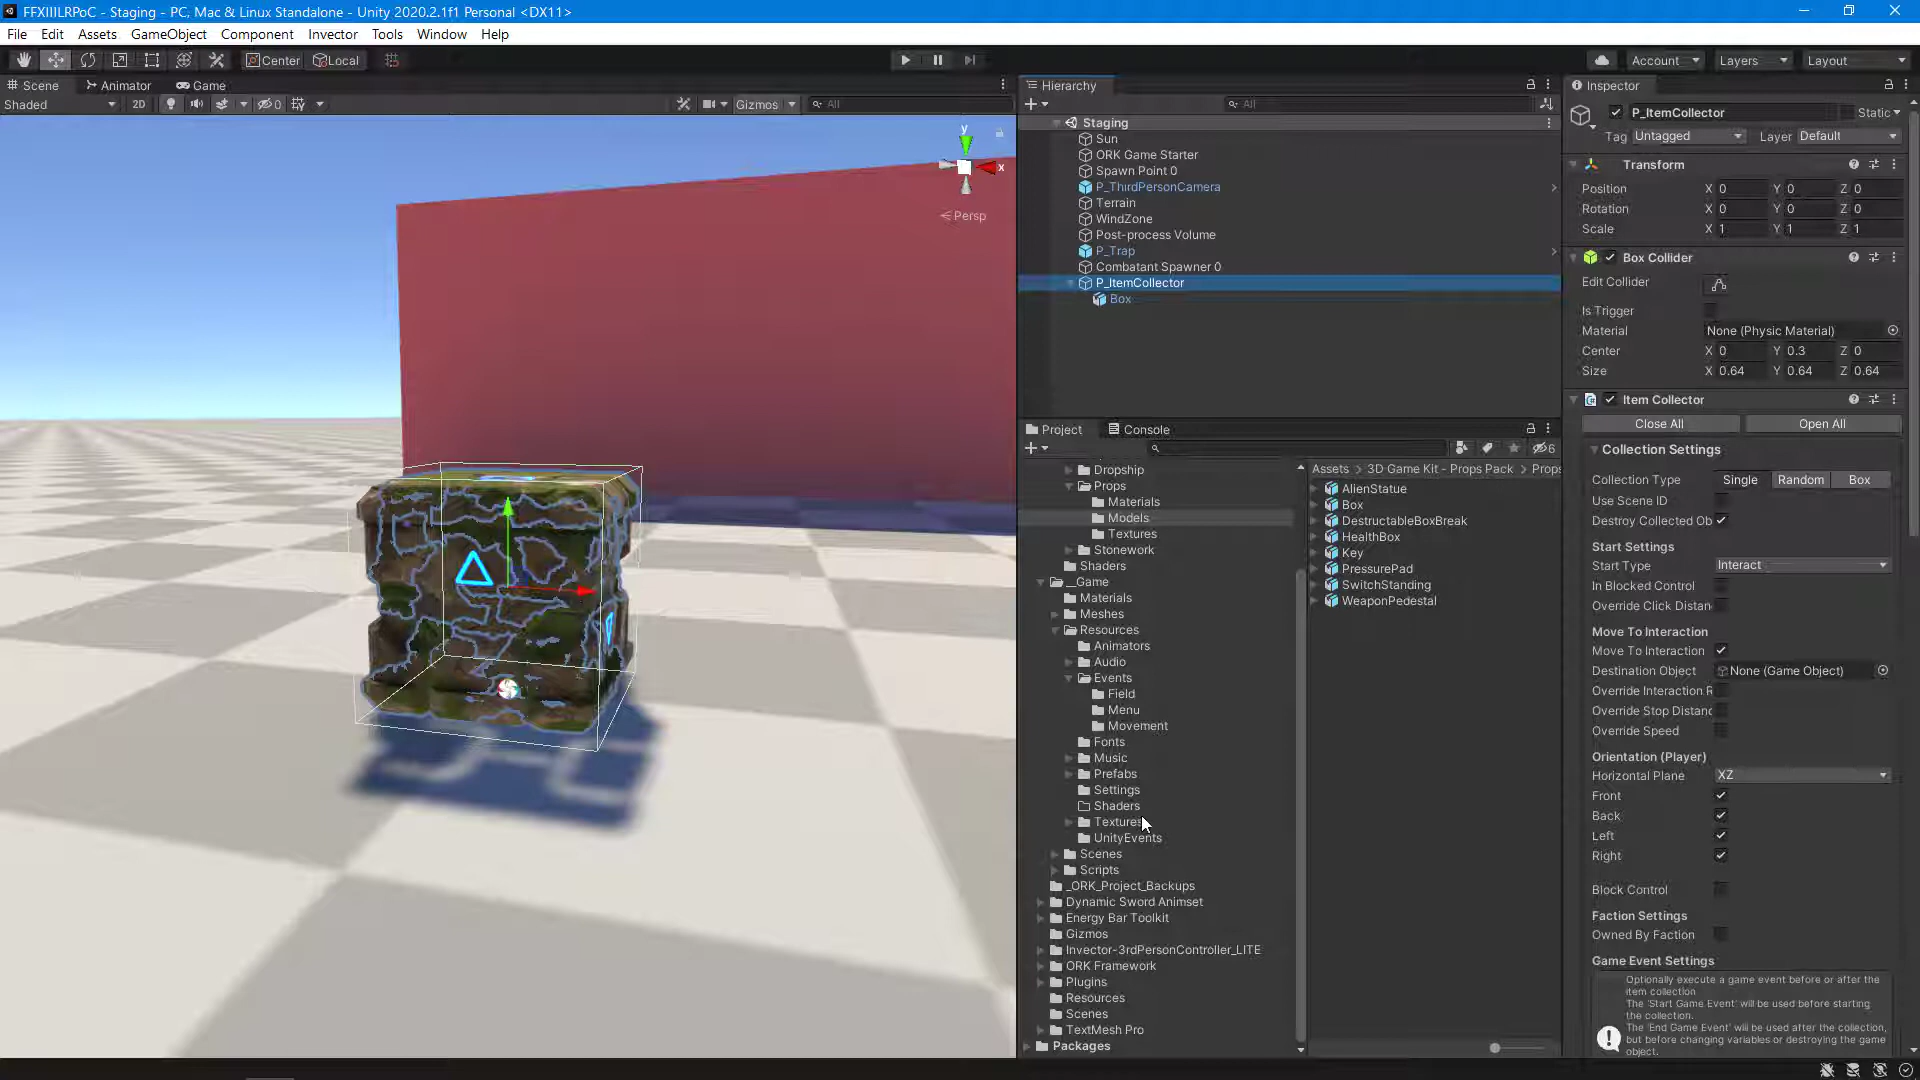 FFXIIILRPoC - Staging - PC, Mac & Linux Standalone - Unity 2020.2.1f1 Personal <DX11>
File Edit Assets GameObject Component Invector Tools Window Help
Center Local
Account Layers Layout
Scene Animator Game
Shaded 2D 0 Gizmos All
y
x
Persp
Hierarchy
All
Staging
Sun
ORK Game Starter
Spawn Point 0
P_ThirdPersonCamera
Terrain
WindZone
Post-process Volume
P_Trap
Combatant Spawner 0
P_ItemCollector
Box
Project Console
6
Dropship
Props
Materials
Models
Textures
Stonework
Shaders
__Game
Materials
Meshes
Resources
Animators
Audio
Events
Field
Menu
Movement
Fonts
Music
Prefabs
Settings
Shaders
Textures
UnityEvents
Scenes
Scripts
_ORK_Project_Backups
Dynamic Sword Animset
Energy Bar Toolkit
Gizmos
Invector-3rdPersonController_LITE
ORK Framework
Plugins
Resources
Scenes
TextMesh Pro
Packages
Assets > 3D Game Kit - Props Pack > Props
AlienStatue
Box
DestructableBoxBreak
HealthBox
Key
PressurePad
SwitchStanding
WeaponPedestal
Inspector
P_ItemCollector Static
Tag Untagged Layer Default
Transform
Position X 0 Y 0 Z 0
Rotation X 0 Y 0 Z 0
Scale X 1 Y 1 Z 1
Box Collider
Edit Collider
Is Trigger
Material None (Physic Material)
Center X 0 Y 0.3 Z 0
Size X 0.64 Y 0.64 Z 0.64
Item Collector
Close All Open All
Collection Settings
Collection Type Single Random Box
Use Scene ID
Destroy Collected Ob
Start Settings
Start Type Interact
In Blocked Control
Override Click Distan
Move To Interaction
Move To Interaction
Destination Object None (Game Object)
Override Interaction R
Override Stop Distanc
Override Speed
Orientation (Player)
Horizontal Plane XZ
Front
Back
Left
Right
Block Control
Faction Settings
Owned By Faction
Game Event Settings
Optionally execute a game event before or after the
item collection
The 'Start Game Event' will be used before starting
the collection.
The 'End Game Event' will be used after the collection,
but before changing variables or destroying the game
object.